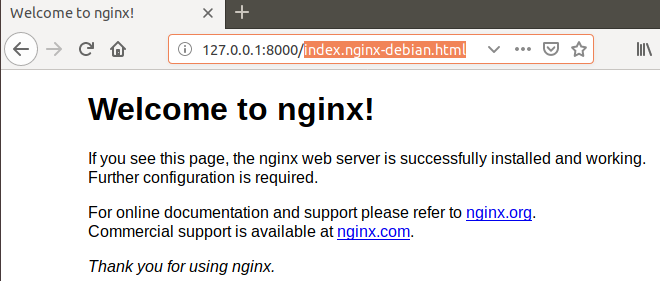 Welcome to nginx!
127.0.0.1:8000/index.nginx-debian.html
Welcome to nginx!
If you see this page, the nginx web server is successfully installed and working.
Further configuration is required.
For online documentation and support please refer to nginx.org.
Commercial support is available at nginx.com.
Thank you for using nginx.